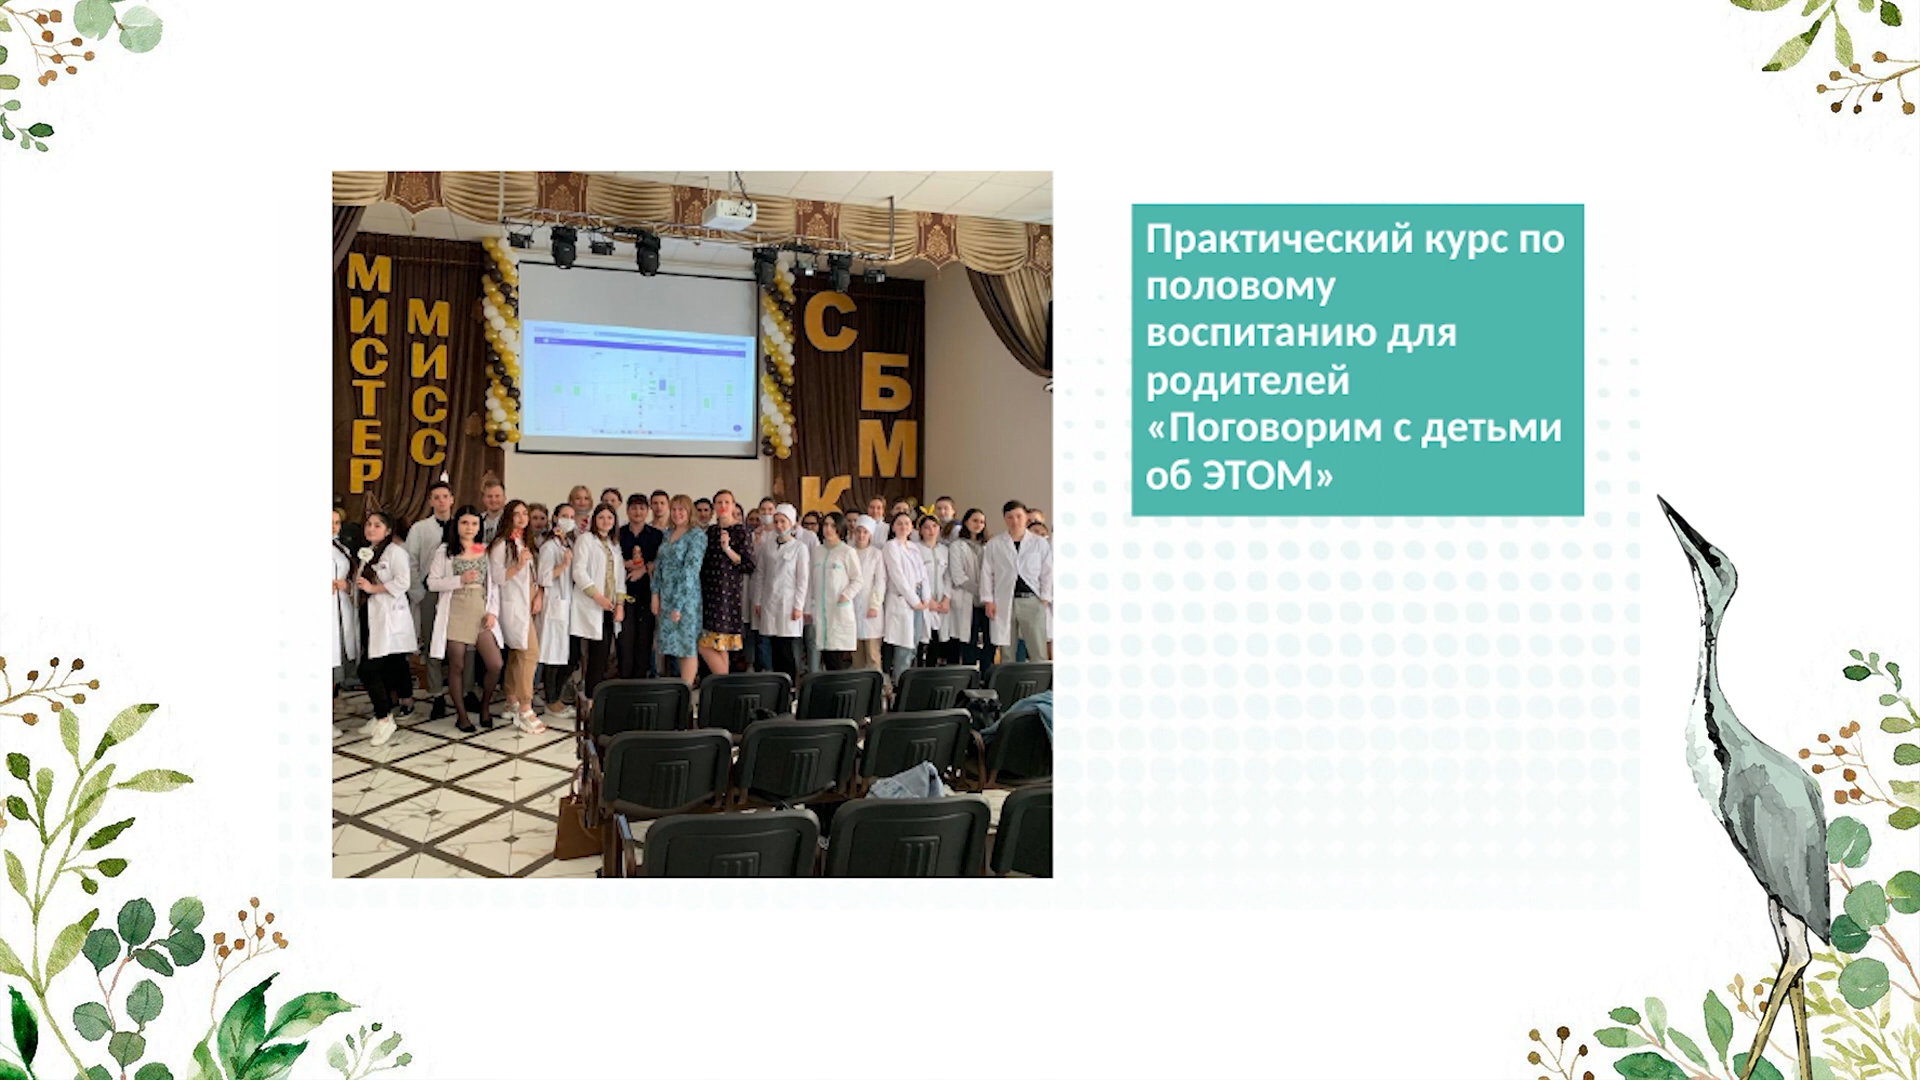 МИСТЕР
МИСС
СБМК
Практический курс по
половому
воспитанию для
родителей
«Поговорим с детьми
об ЭТОМ»